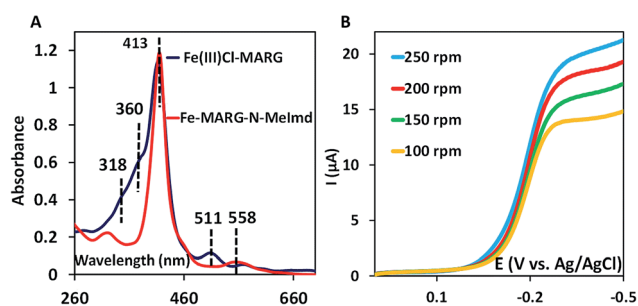 A
413
1.2
1
0.8
0.6
0.4
0.2
0
Absorbance
360
318
511
558
Fe(III)Cl-MARG
Fe-MARG-N-MeImd
Wavelength (nm)
260
460
660
B
20
15
10
5
0
I (µA)
250 rpm
200 rpm
150 rpm
100 rpm
E (V vs. Ag/AgCl)
0.1
-0.2
-0.5